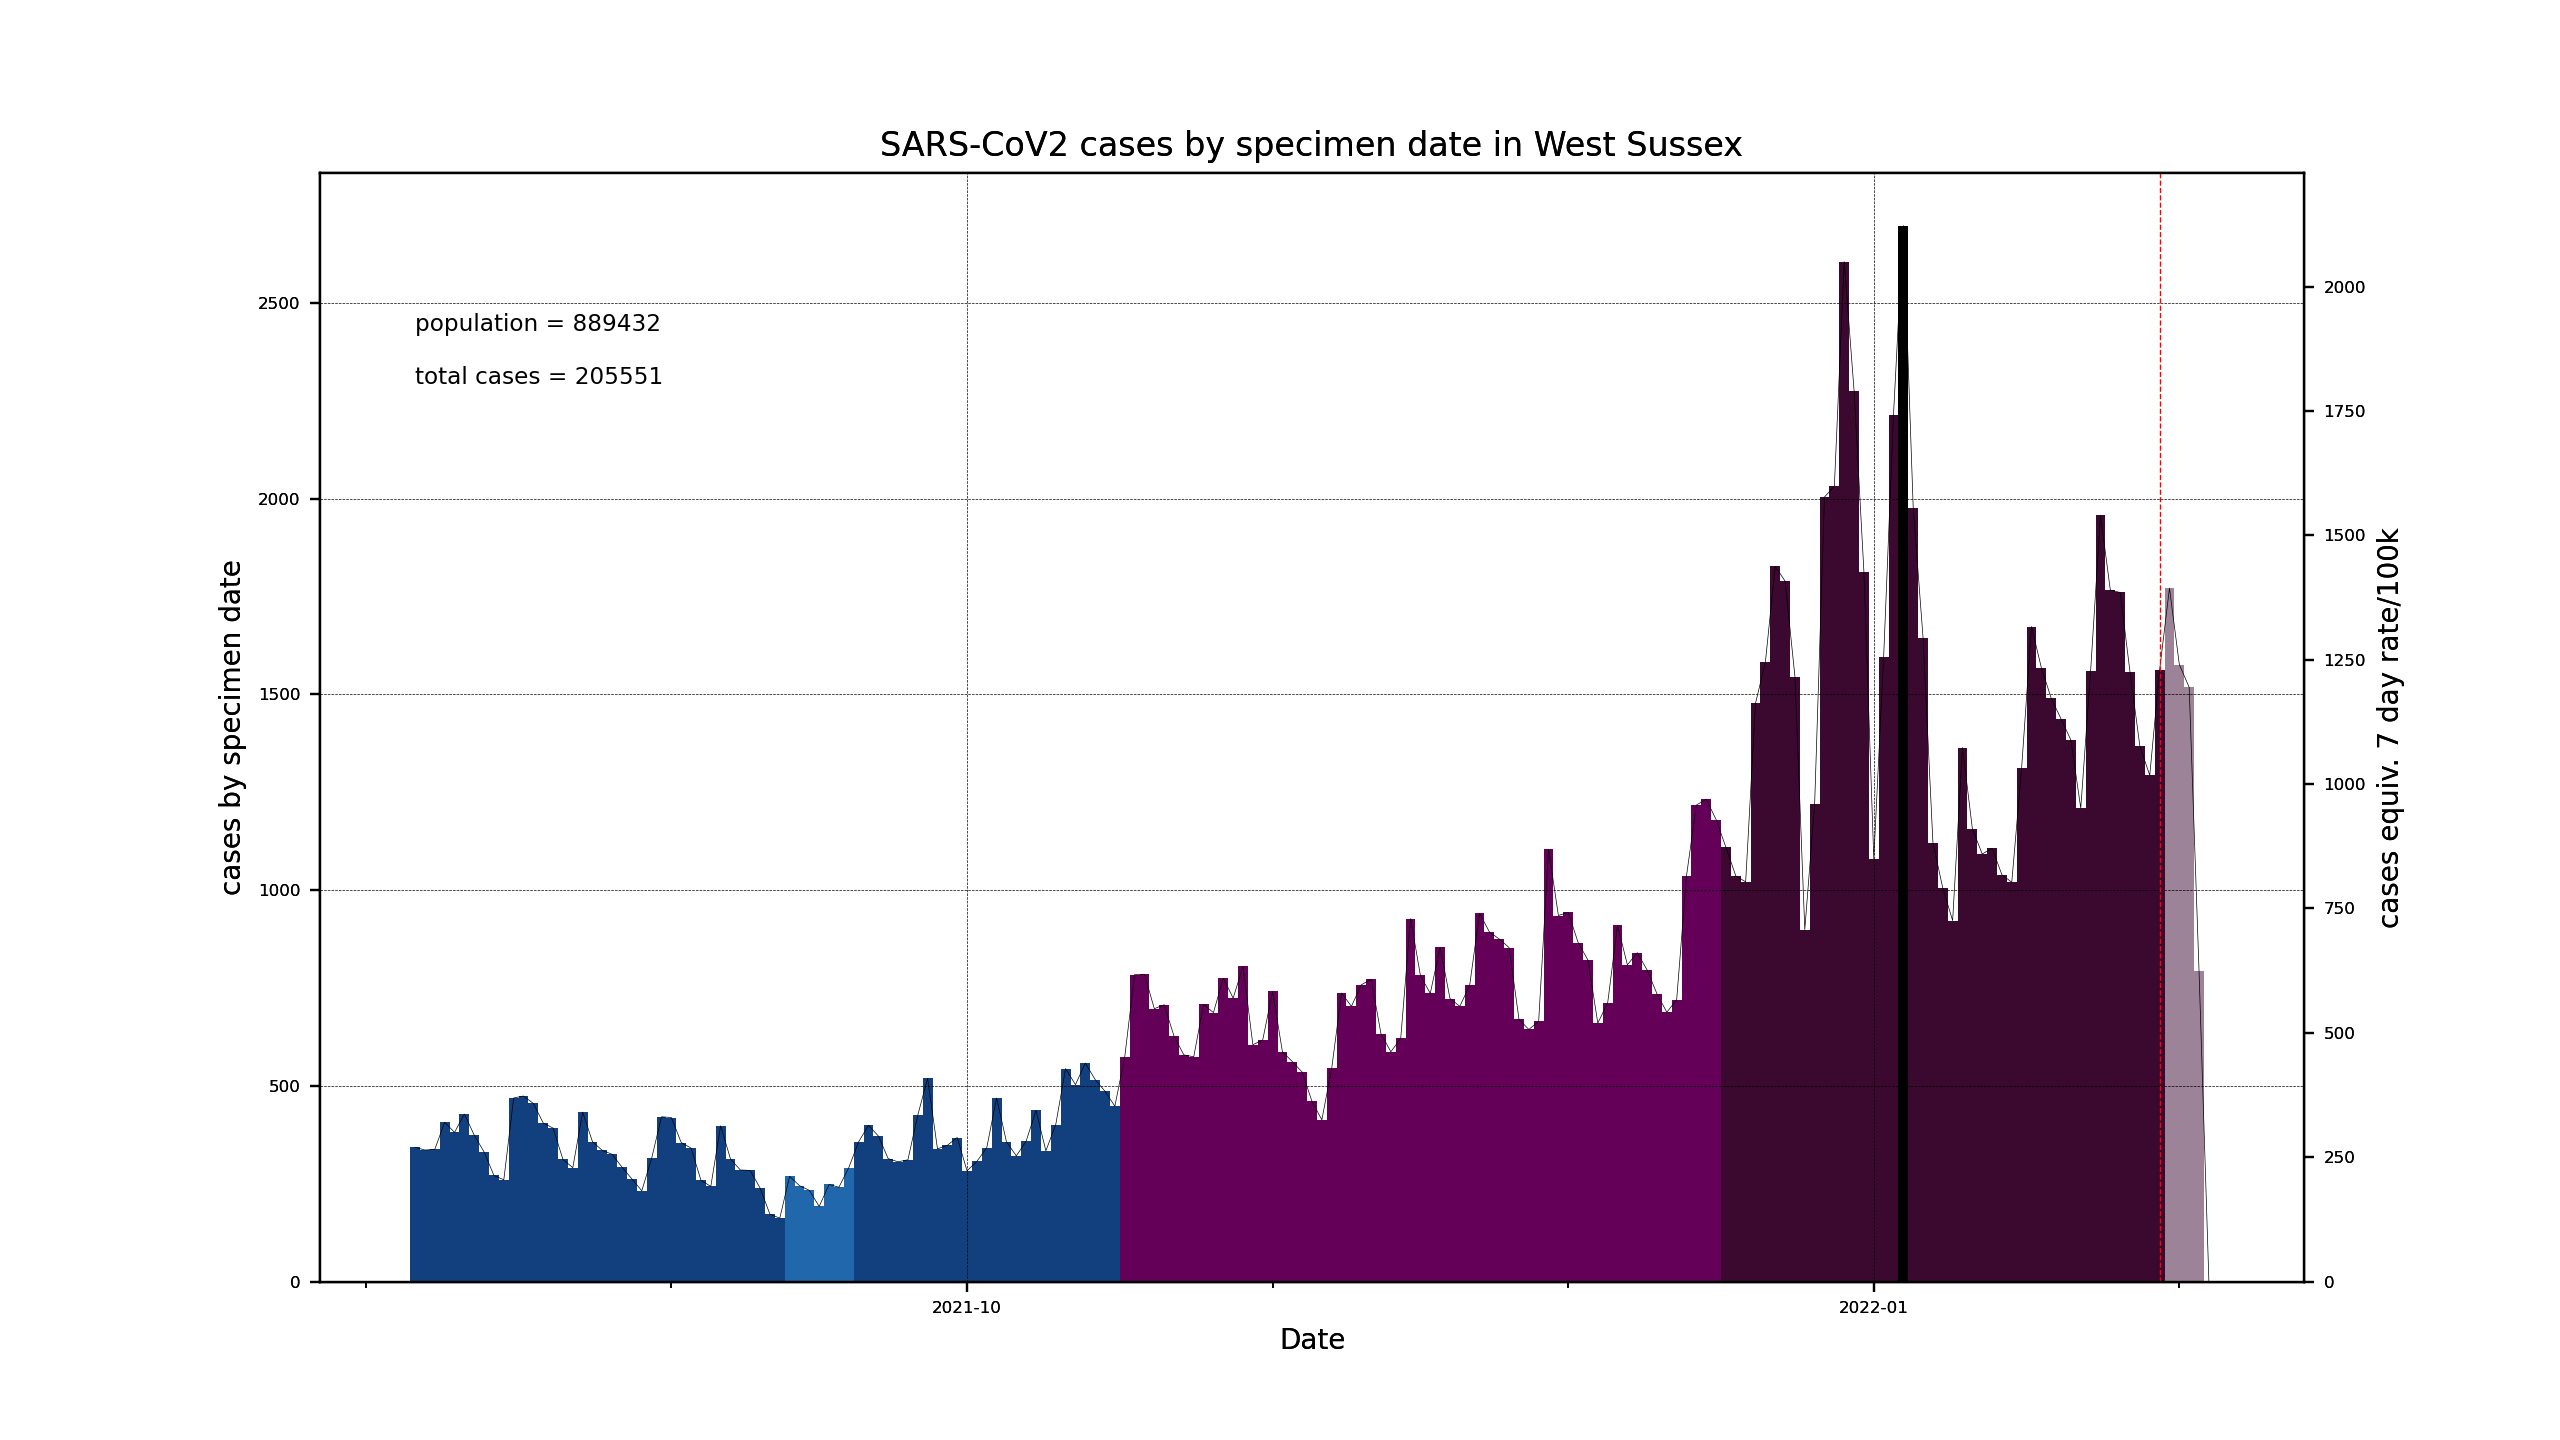 SARS-CoV2 cases by specimen date in West Sussex
population = 889432
total cases = 205551
cases by specimen date
2500
2000
1500
1000
500
0
2000
1750
1500
1250
1000
750
500
250
0
cases equiv. 7 day rate/100k
2021-10
2022-01
Date